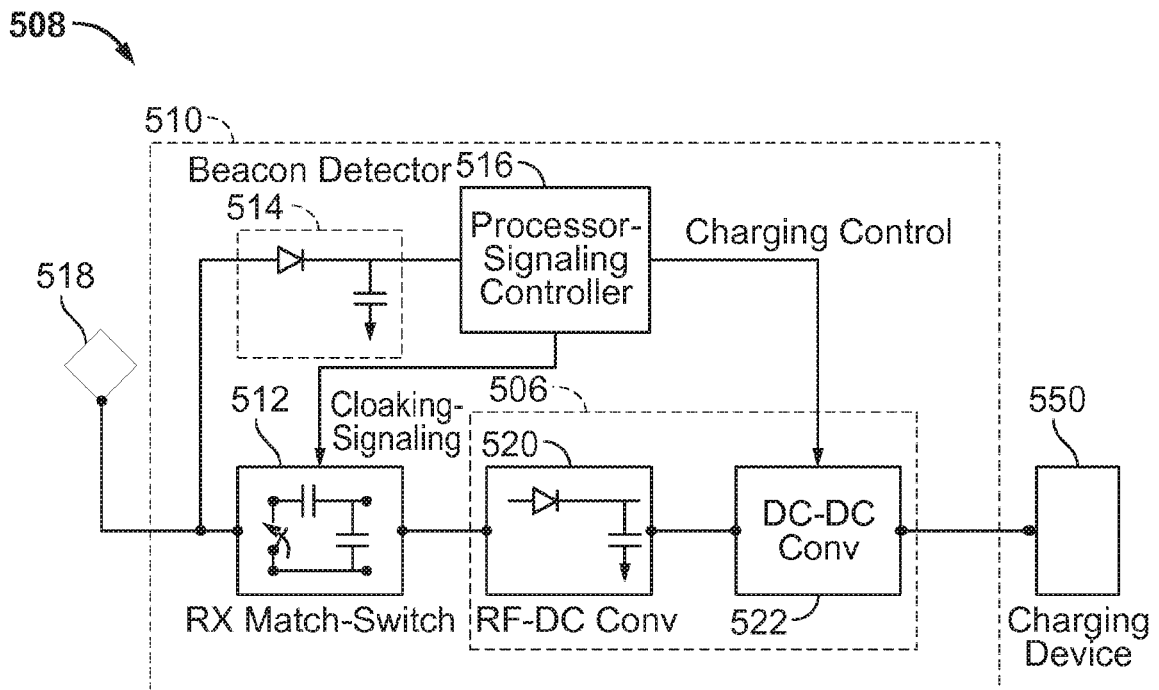 508
510
Beacon Detector
516
514
Processor-
Signaling
Controller
Charging Control
518
512
Cloaking-
Signaling
506
520
550
DC-DC
Conv
RX Match-Switch
RF-DC Conv
522
Charging
Device